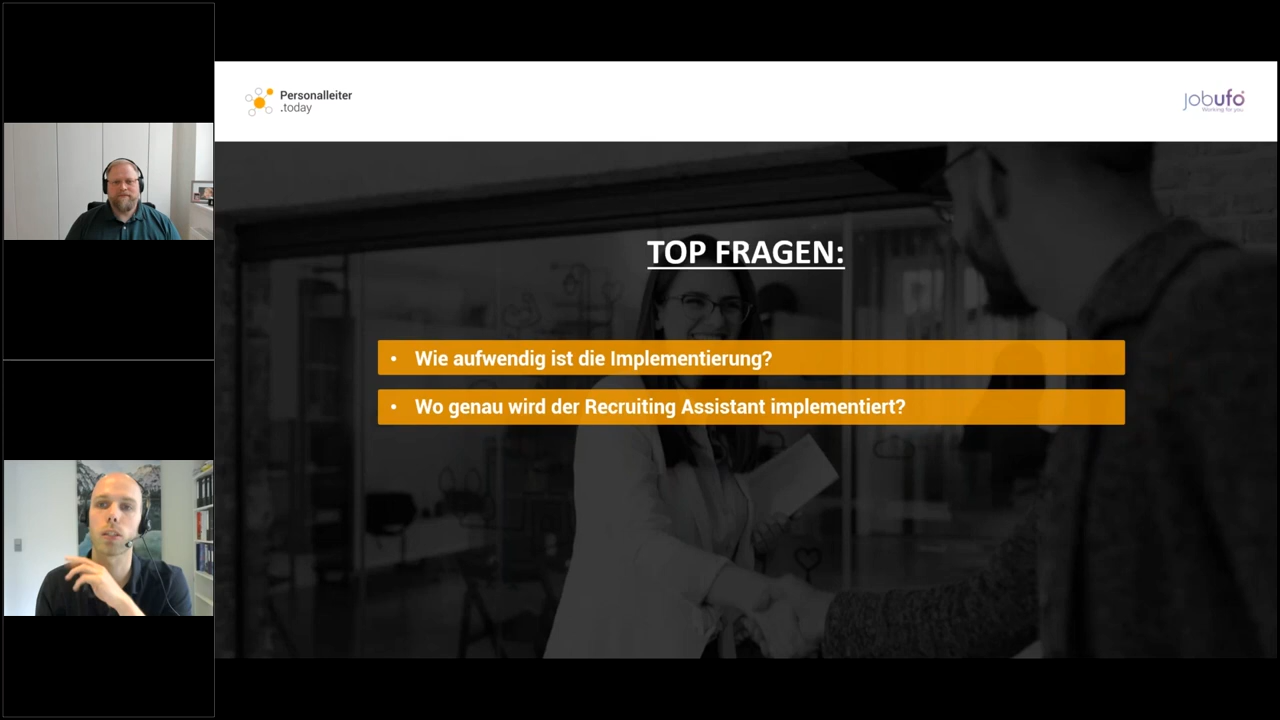 Personalleiter
.today
jobufo
Working for you.
TOP FRAGEN:
• Wie aufwendig ist die Implementierung?
• Wo genau wird der Recruiting Assistant implementiert?